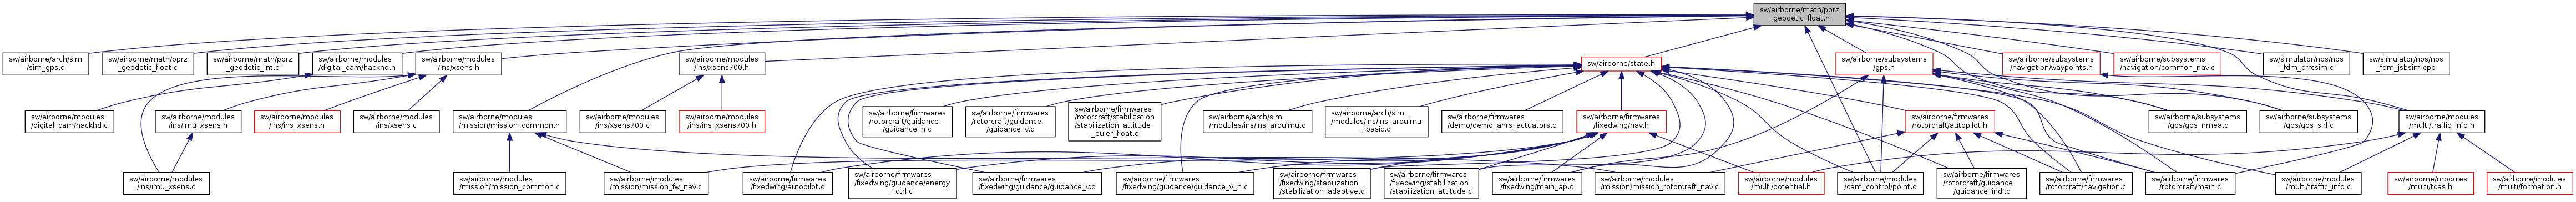 sw/airborne/math/pprz
_geodetic_float.h
sw/airborne/arch/sim
/sim_gps.c
sw/airborne/math/pprz
_geodetic_float.c
sw/airborne/math/pprz
_geodetic_int.c
sw/airborne/modules
/digital_cam/hackhd.h
sw/airborne/modules
/ins/xsens.h
sw/airborne/modules
/ins/xsens700.h
sw/airborne/state.h
sw/airborne/subsystems
/gps.h
sw/airborne/subsystems
/navigation/waypoints.h
sw/airborne/subsystems
/navigation/common_nav.c
sw/simulator/nps/nps
_fdm_crrcsim.c
sw/simulator/nps/nps
_fdm_jsbsim.cpp
sw/airborne/modules
/digital_cam/hackhd.c
sw/airborne/modules
/ins/imu_xsens.h
sw/airborne/modules
/ins/ins_xsens.h
sw/airborne/modules
/ins/xsens.c
sw/airborne/modules
/mission/mission_common.h
sw/airborne/modules
/ins/xsens700.c
sw/airborne/modules
/ins/ins_xsens700.h
sw/airborne/firmwares
/rotorcraft/guidance
/guidance_h.c
sw/airborne/firmwares
/rotorcraft/guidance
/guidance_v.c
sw/airborne/firmwares
/rotorcraft/stabilization
/stabilization_attitude
_euler_float.c
sw/airborne/arch/sim
/modules/ins/ins_arduimu.c
sw/airborne/arch/sim
/modules/ins/ins_arduimu
_basic.c
sw/airborne/firmwares
/demo/demo_ahrs_actuators.c
sw/airborne/firmwares
/fixedwing/nav.h
sw/airborne/firmwares
/rotorcraft/autopilot.h
sw/airborne/subsystems
/gps/gps_nmea.c
sw/airborne/subsystems
/gps/gps_sirf.c
sw/airborne/modules
/multi/traffic_info.h
sw/airborne/modules
/ins/imu_xsens.c
sw/airborne/modules
/mission/mission_common.c
sw/airborne/modules
/mission/mission_fw_nav.c
sw/airborne/firmwares
/fixedwing/autopilot.c
sw/airborne/firmwares
/fixedwing/guidance/energy
_ctrl.c
sw/airborne/firmwares
/fixedwing/guidance/guidance_v.c
sw/airborne/firmwares
/fixedwing/guidance/guidance_v_n.c
sw/airborne/firmwares
/fixedwing/stabilization
/stabilization_adaptive.c
sw/airborne/firmwares
/fixedwing/stabilization
/stabilization_attitude.c
sw/airborne/firmwares
/fixedwing/main_ap.c
sw/airborne/modules
/mission/mission_rotorcraft_nav.c
sw/airborne/modules
/multi/potential.h
sw/airborne/modules
/cam_control/point.c
sw/airborne/firmwares
/rotorcraft/guidance
/guidance_indi.c
sw/airborne/firmwares
/rotorcraft/navigation.c
sw/airborne/firmwares
/rotorcraft/main.c
sw/airborne/modules
/multi/traffic_info.c
sw/airborne/modules
/multi/tcas.h
sw/airborne/modules
/multi/formation.h